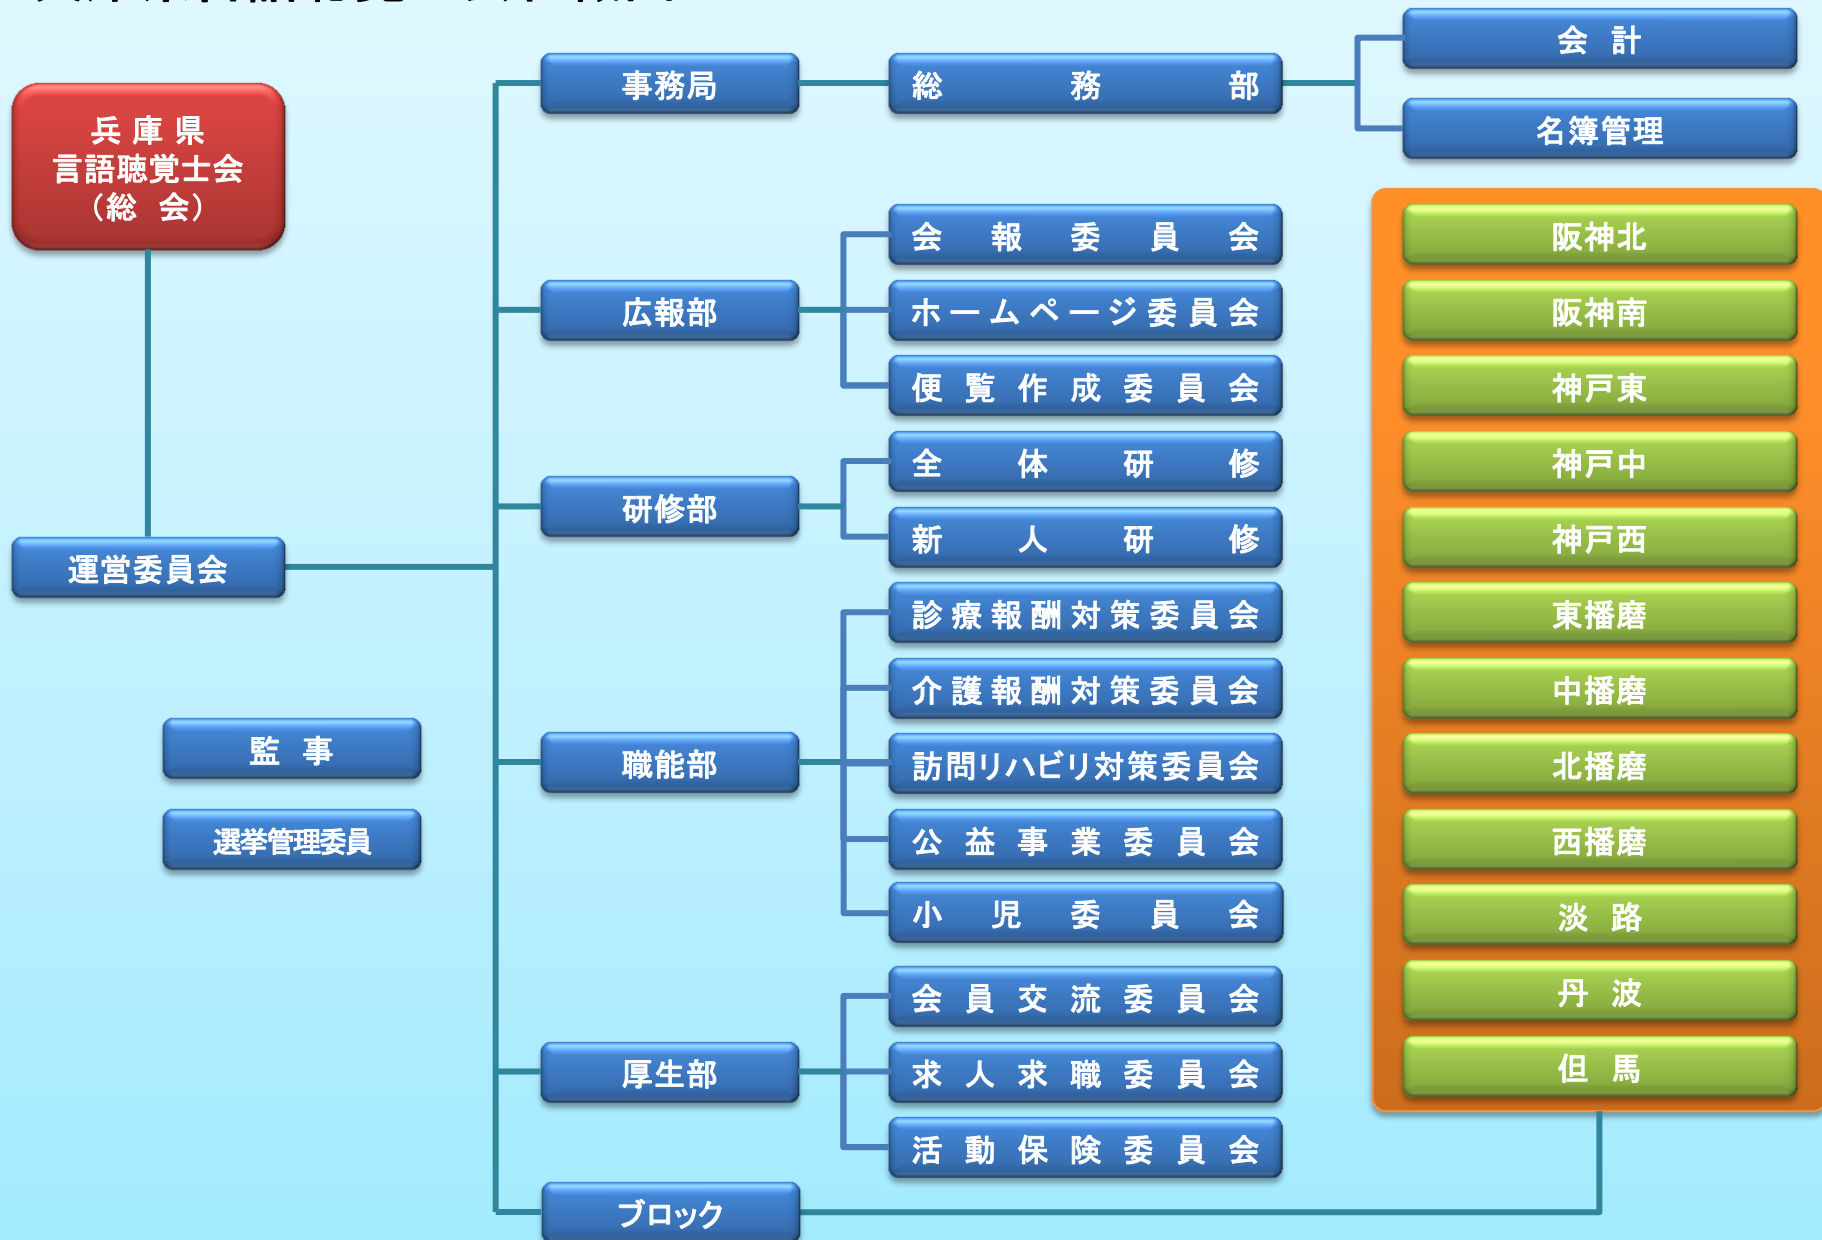 兵庫県
言語聴覚士会
（総　会）
運営委員会
監　事
選挙管理委員
事務局
総務部
会　計
名簿管理
広報部
会報委員会
ホームページ委員会
便覧作成委員会
研修部
全体研修
新人研修
職能部
診療報酬対策委員会
介護報酬対策委員会
訪問リハビリ対策委員会
公益事業委員会
小児委員会
厚生部
会員交流委員会
求人求職委員会
活動保険委員会
ブロック
阪神北
阪神南
神戸東
神戸中
神戸西
東播磨
中播磨
北播磨
西播磨
淡　路
丹　波
但　馬